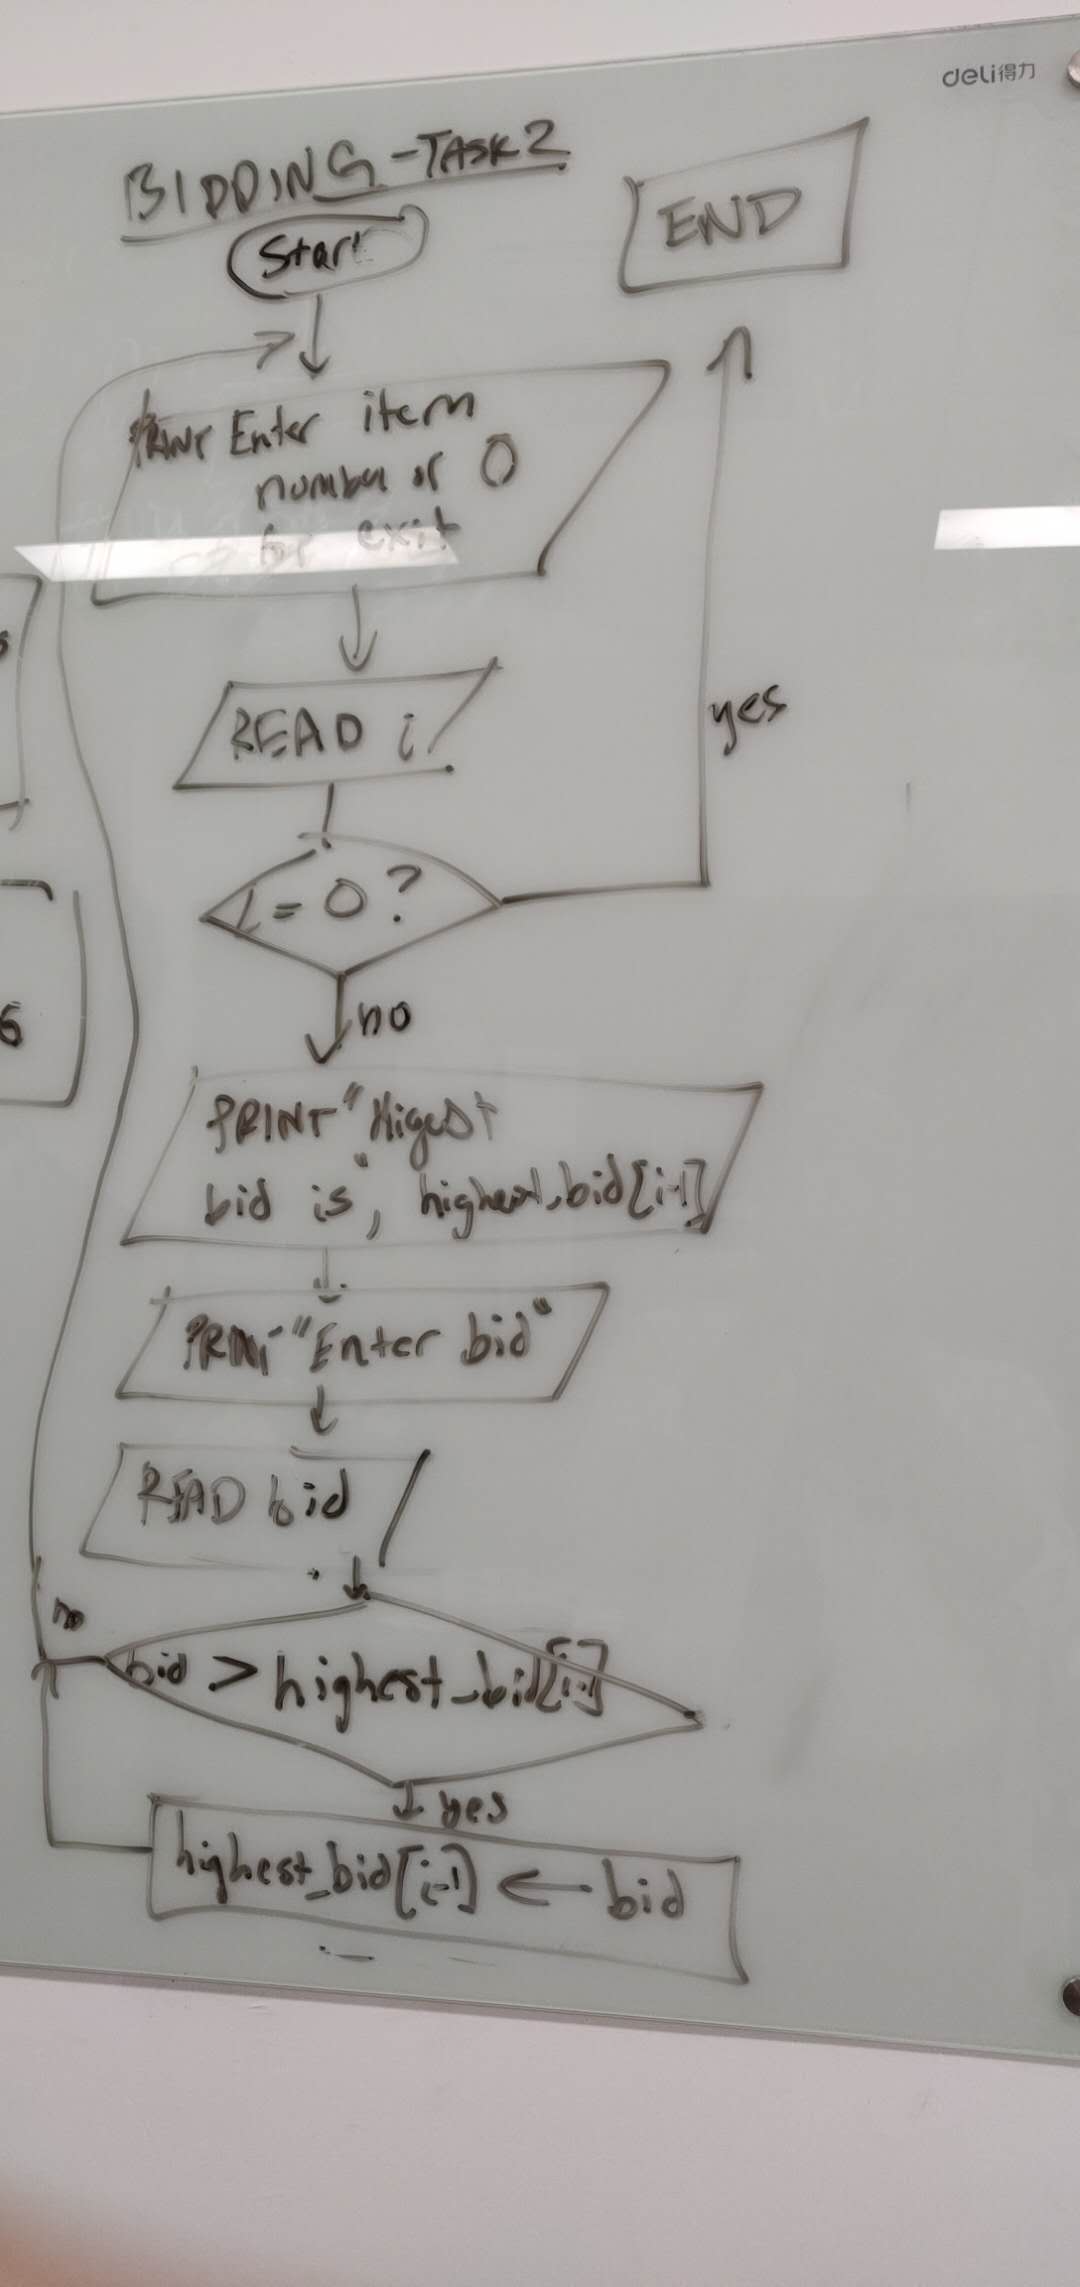 deli得力
BIDDING - TASK 2
Start
END
PRINT Enter item
number or 0
for exit
READ i
yes
i = 0 ?
no
PRINT "Higest
bid is", highest_bid[i-1]
PRINT "Enter bid"
READ bid
no
bid > highest_bid[i-1]
yes
highest_bid[i-1] ← bid